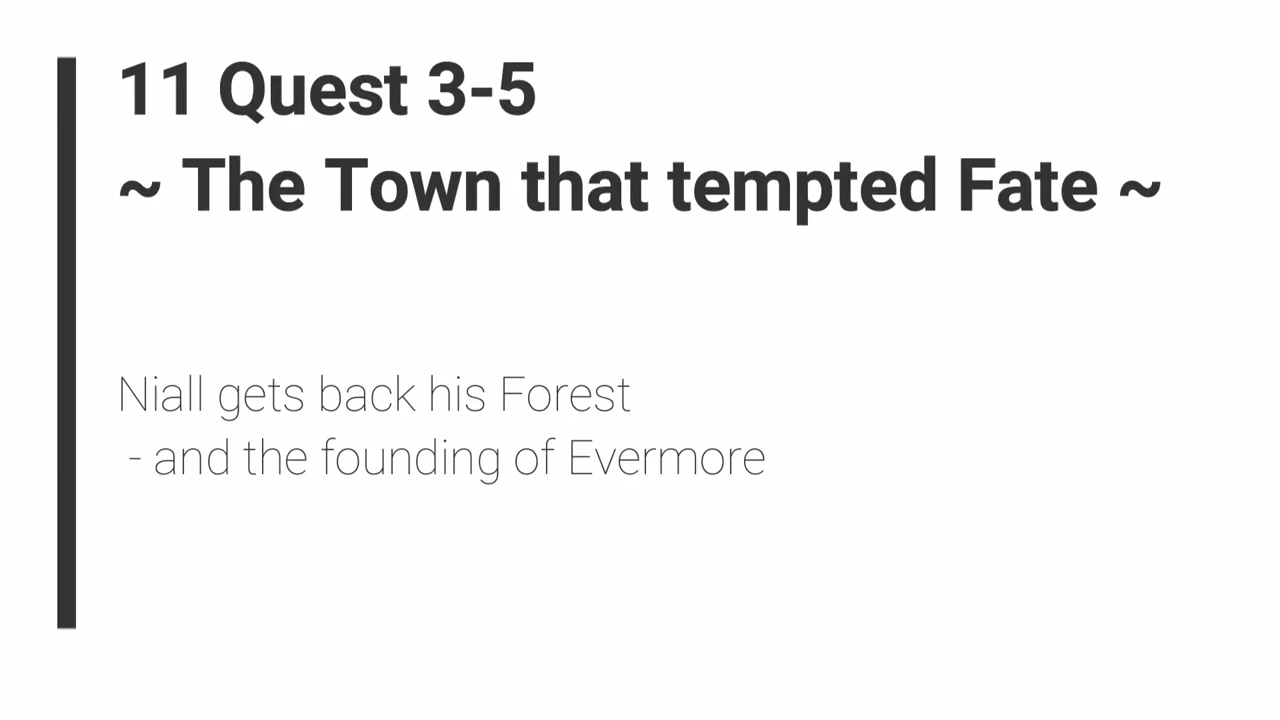 11 Quest 3-5
~ The Town that tempted Fate ~
Niall gets back his Forest
- and the founding of Evermore